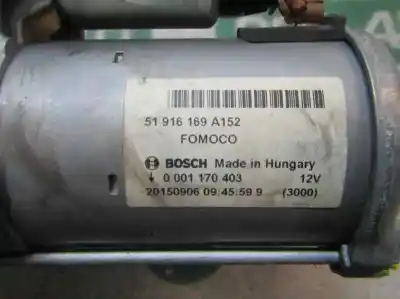 51 916 169 A152
FOMOCO
BOSCH Made in Hungary
0 001 170 403 12V
20150906 09:45:59 9 (3000)